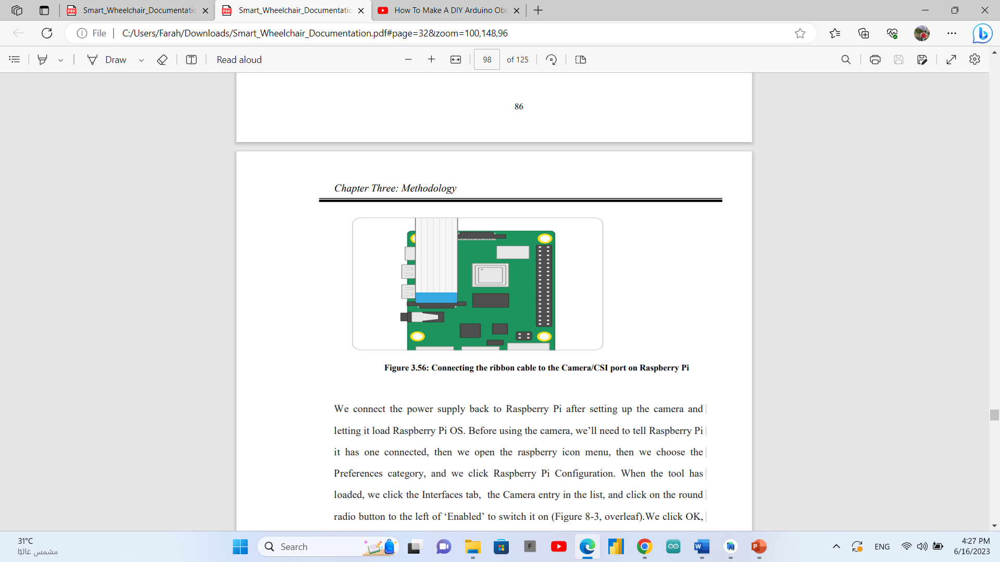 Smart_Wheelchair_Documentatic
Smart_Wheelchair_Documentatic
How To Make A DIY Arduino Obs
File
C:/Users/Farah/Downloads/Smart_Wheelchair_Documentation.pdf#page=32&zoom=100,148,96
Draw
Read aloud
98 of 125
86
Chapter Three: Methodology
Figure 3.56: Connecting the ribbon cable to the Camera/CSI port on Raspberry Pi
We connect the power supply back to Raspberry Pi after setting up the camera and
letting it load Raspberry Pi OS. Before using the camera, we’ll need to tell Raspberry Pi
it has one connected, then we open the raspberry icon menu, then we choose the
Preferences category, and we click Raspberry Pi Configuration. When the tool has
loaded, we click the Interfaces tab, the Camera entry in the list, and click on the round
radio button to the left of ‘Enabled’ to switch it on (Figure 8-3, overleaf).We click OK,
31°C
مشمس غالبًا
Search
ENG
4:27 PM
6/16/2023